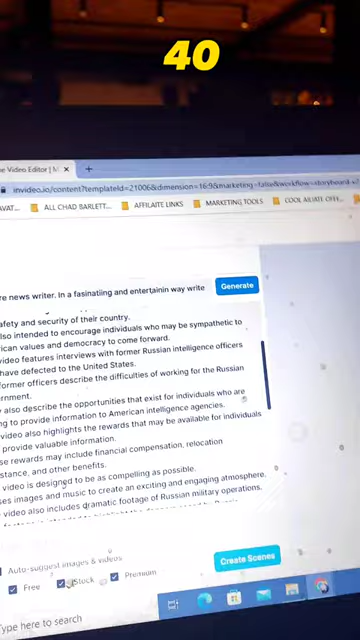 40
e Video Editor | M
invideo.io/content?templateId=21006&dimension=16:9&marketing=false&workflow=storyboard-v2
AVAT...
ALL CHAD BARLETT...
AFFILAITE LINKS
MARKETING TOOLS
COOL AILIATE OFF...
re news writer. In a fasinatiing and entertainin way write
Generate
afety and security of their country.
lso intended to encourage individuals who may be sympathetic to
rican values and democracy to come forward.
video features interviews with former Russian intelligence officers
have defected to the United States.
former officers describe the difficulties of working for the Russian
ernment.
y also describe the opportunities that exist for individuals who are
ng to provide information to American intelligence agencies.
video also highlights the rewards that may be available for individuals
provide valuable information.
se rewards may include financial compensation, relocation
stance, and other benefits.
video is designed to be as compelling as possible.
ses images and music to create an exciting and engaging atmosphere.
video also includes dramatic footage of Russian military operations.
Auto-suggest images & videos
Free
Stock
Premium
Create Scenes
Type here to search